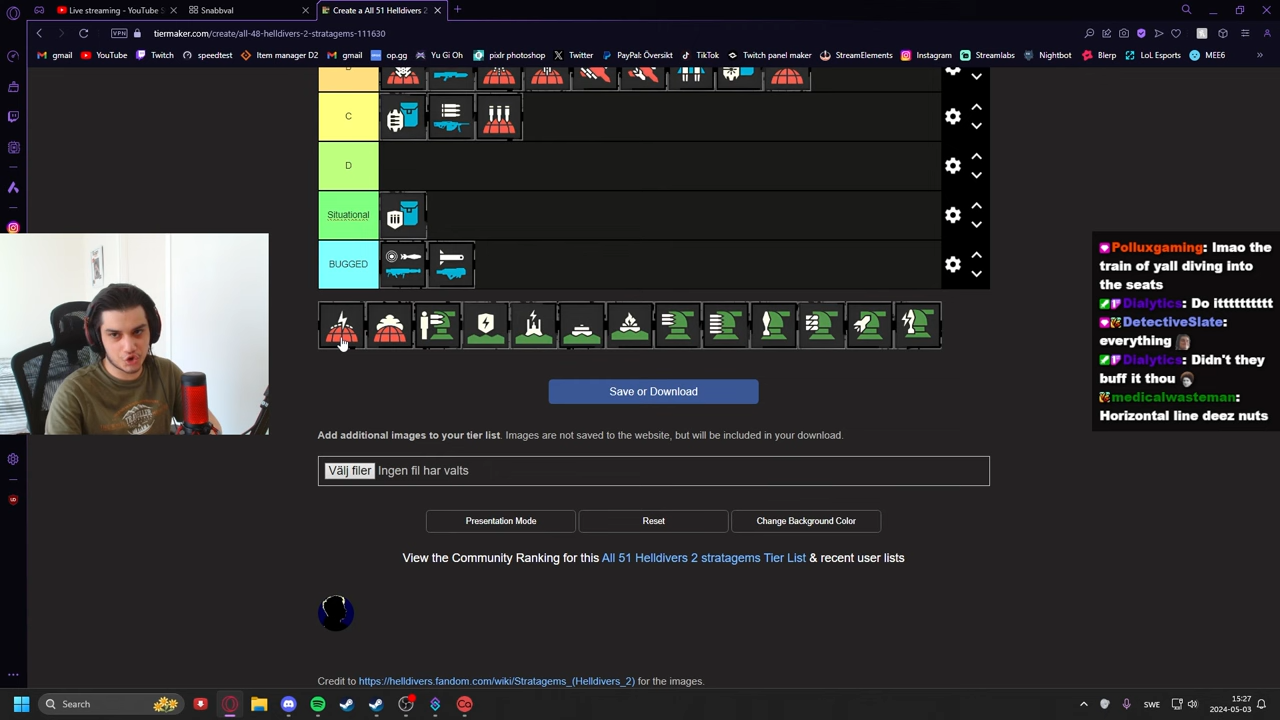 Live streaming - YouTube S
Snabbval
Create a All 51 Helldivers 2
VPN
tiermaker.com/create/all-48-helldivers-2-stratagems-111630
gmail
YouTube
Twitch
speedtest
Item manager D2
gmail
op.gg
Yu Gi Oh
pixlr photoshop
Twitter
PayPal: Översikt
TikTok
Twitch panel maker
StreamElements
Instagram
Streamlabs
Nightbot
Blerp
LoL Esports
MEE6
C
D
Situational
BUGGED
Polluxgaming: lmao the
train of yall diving into
the seats
Dialytics: Do ittttttttt
DetectiveSlate:
everything
Dialytics: Didn't they
buff it thou
medicalwasteman:
Horizontal line deez nuts
Save or Download
Add additional images to your tier list. Images are not saved to the website, but will be included in your download.
Välj filer Ingen fil har valts
Presentation Mode
Reset
Change Background Color
View the Community Ranking for this All 51 Helldivers 2 stratagems Tier List & recent user lists
Credit to https://helldivers.fandom.com/wiki/Stratagems_(Helldivers_2) for the images.
Search
SWE
15:27
2024-05-03